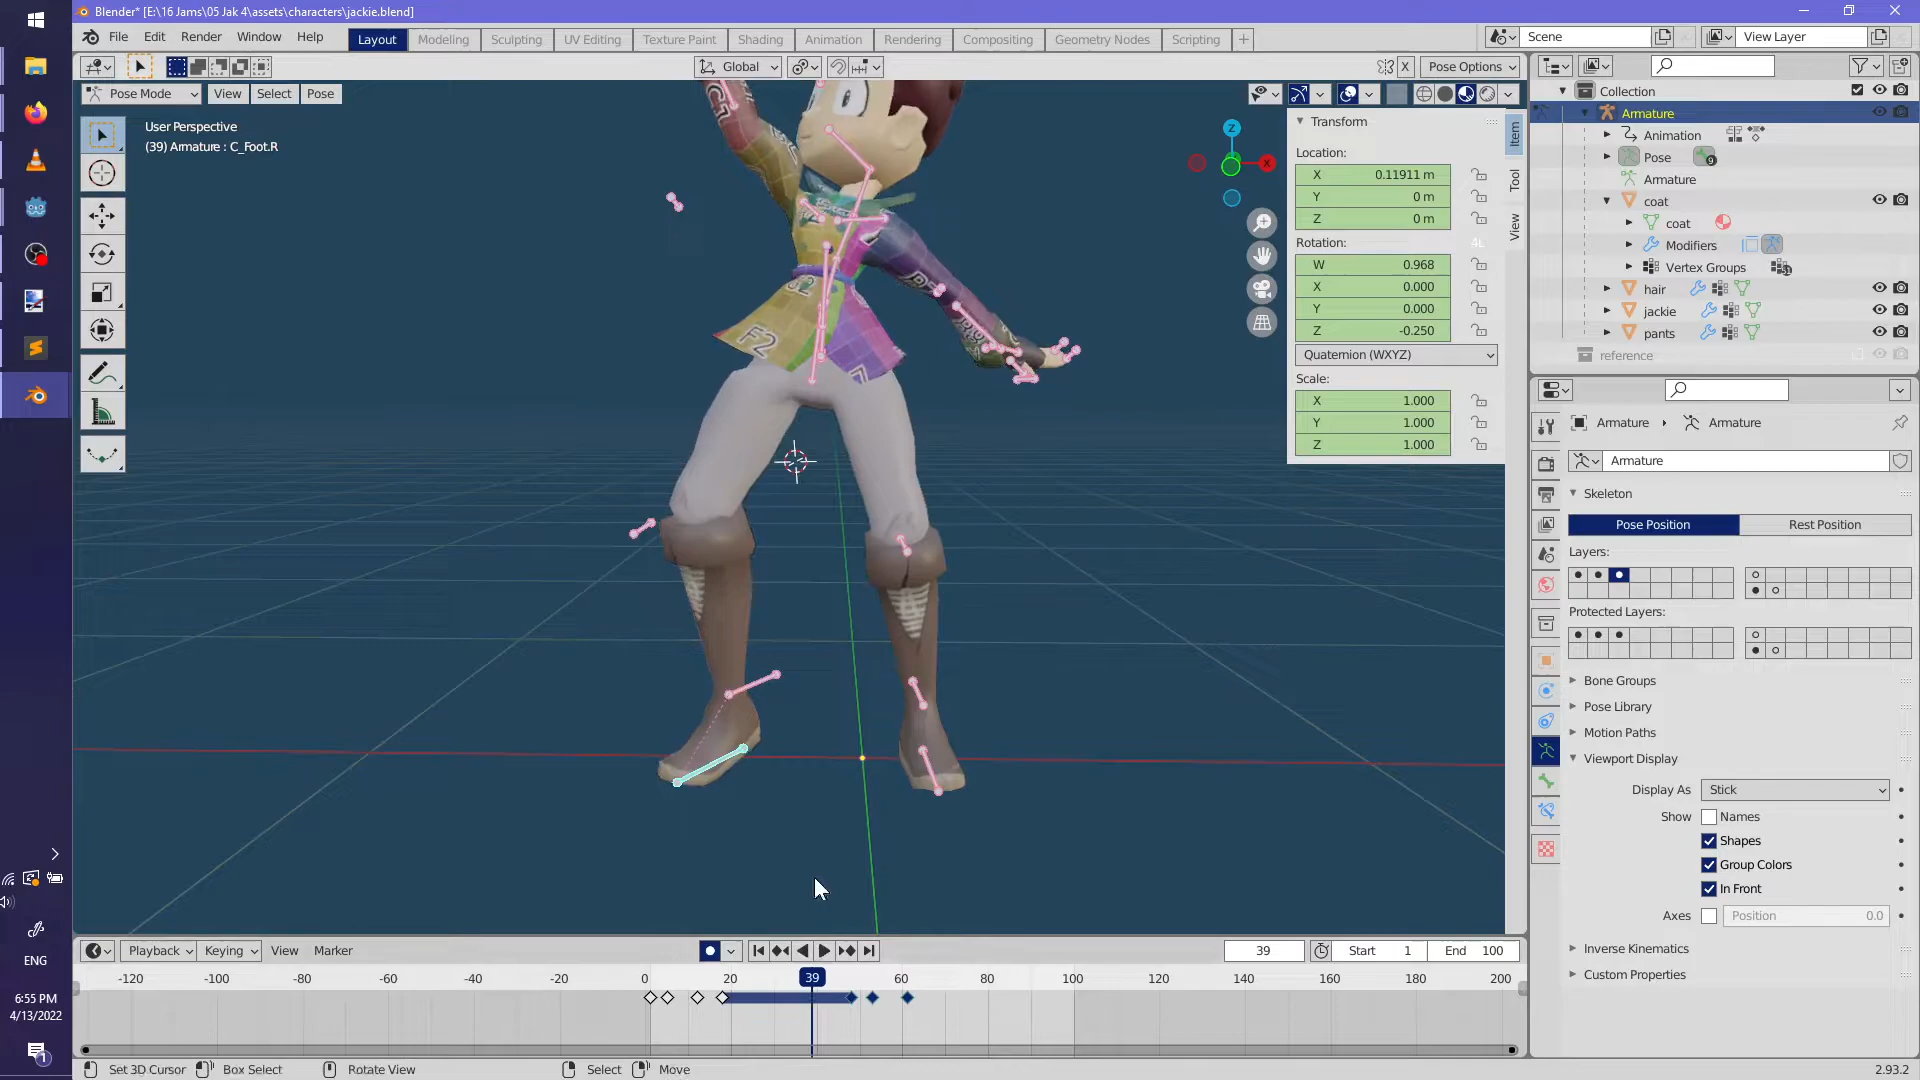 Blender* [E:\16 Jams\05 Jak 4\assets\characters\jackie.blend]
File Edit Render Window Help
Layout Modeling Sculpting UV Editing Texture Paint Shading Animation Rendering Compositing Geometry Nodes Scripting
Scene
View Layer
Global
X
Pose Options
Pose Mode View Select Pose
User Perspective
(39) Armature : C_Foot.R
F2
Z
X
Transform
Location:
X 0.11911 m
Y 0 m
Z 0 m
Rotation: 4L
W 0.968
X 0.000
Y 0.000
Z -0.250
Quaternion (WXYZ)
Scale:
X 1.000
Y 1.000
Z 1.000
Item
Tool
View
Collection
Armature
Animation
Pose 9
Armature
coat
coat
Modifiers
Vertex Groups
hair
jackie
pants
reference
Armature Armature
Armature
Skeleton
Pose Position Rest Position
Layers:
Protected Layers:
Bone Groups
Pose Library
Motion Paths
Viewport Display
Display As Stick
Show Names
Shapes
Group Colors
In Front
Axes Position 0.0
Inverse Kinematics
Custom Properties
Playback Keying View Marker
39 Start 1 End 100
-120 -100 -80 -60 -40 -20 0 20 39 60 80 100 120 140 160 180 200
Set 3D Cursor Box Select Rotate View Select Move
2.93.2
ENG
6:55 PM
4/13/2022
1